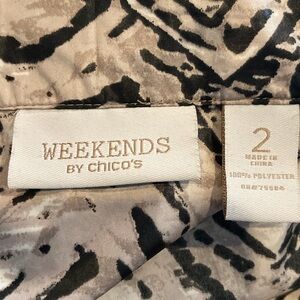 WEEKENDS
BY chico's
2
MADE IN
CHINA
100% POLYESTER